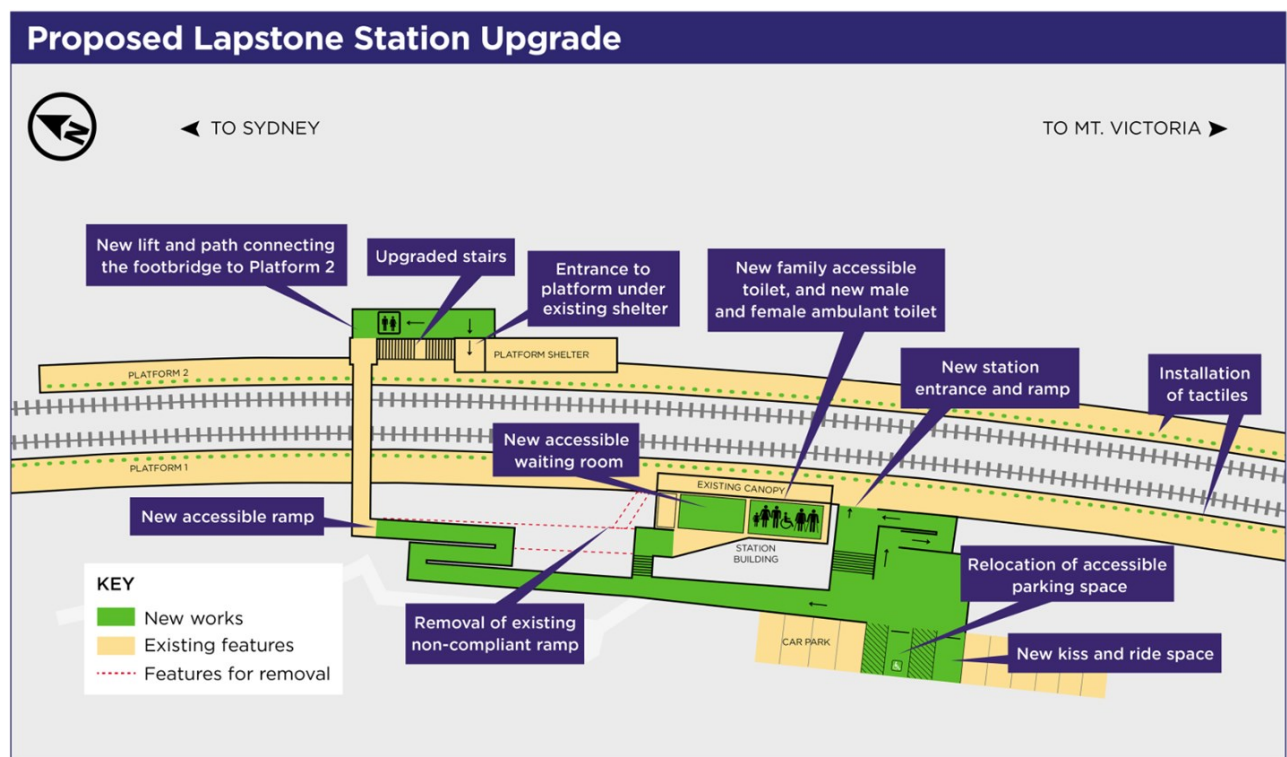 Proposed Lapstone Station Upgrade
N
TO SYDNEY
TO MT. VICTORIA
New lift and path connecting
the footbridge to Platform 2
Upgraded stairs
Entrance to
platform under
existing shelter
New family accessible
toilet, and new male
and female ambulant toilet
New station
entrance and ramp
Installation
of tactiles
PLATFORM SHELTER
PLATFORM 2
PLATFORM 1
New accessible
waiting room
EXISTING CANOPY
New accessible ramp
STATION
BUILDING
Relocation of accessible
parking space
KEY
New works
Existing features
Features for removal
Removal of existing
non-compliant ramp
CAR PARK
New kiss and ride space